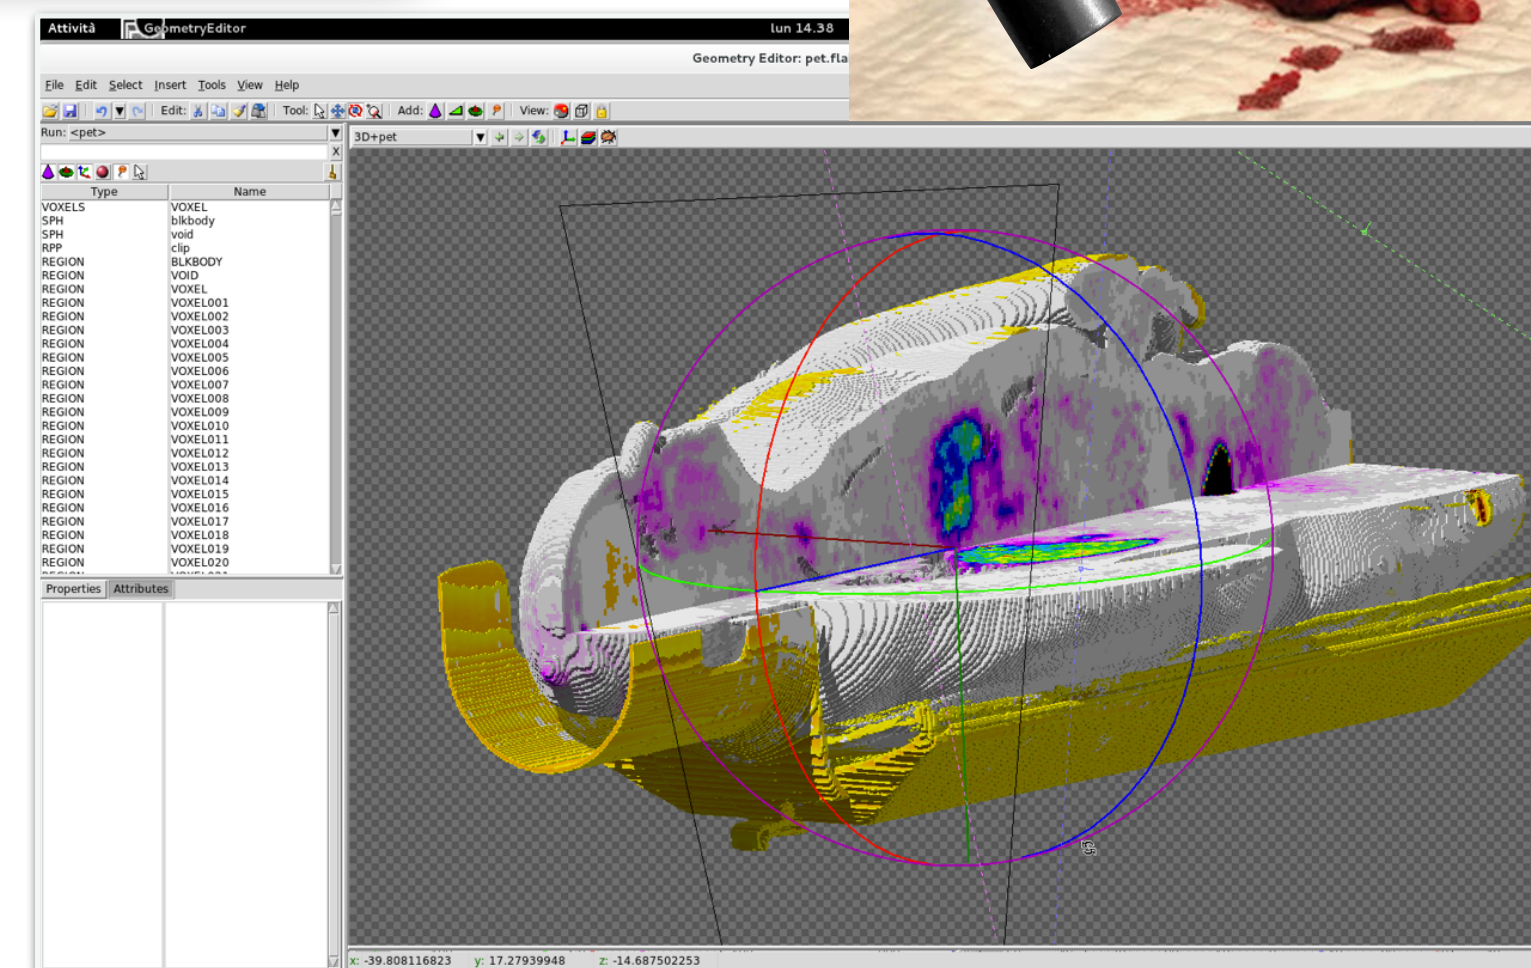 Attività GeometryEditor lun 14.38
Geometry Editor: pet.fla
File Edit Select Insert Tools View Help
Edit: Tool: Add: View:
Run: <pet>
3D+pet
X
Type Name
VOXELS VOXEL
SPH blkbody
SPH void
RPP clip
REGION BLKBODY
REGION VOID
REGION VOXEL
REGION VOXEL001
REGION VOXEL002
REGION VOXEL003
REGION VOXEL004
REGION VOXEL005
REGION VOXEL006
REGION VOXEL007
REGION VOXEL008
REGION VOXEL009
REGION VOXEL010
REGION VOXEL011
REGION VOXEL012
REGION VOXEL013
REGION VOXEL014
REGION VOXEL015
REGION VOXEL016
REGION VOXEL017
REGION VOXEL018
REGION VOXEL019
REGION VOXEL020
Properties Attributes
x: -39.808116823 y: 17.27939948 z: -14.687502253